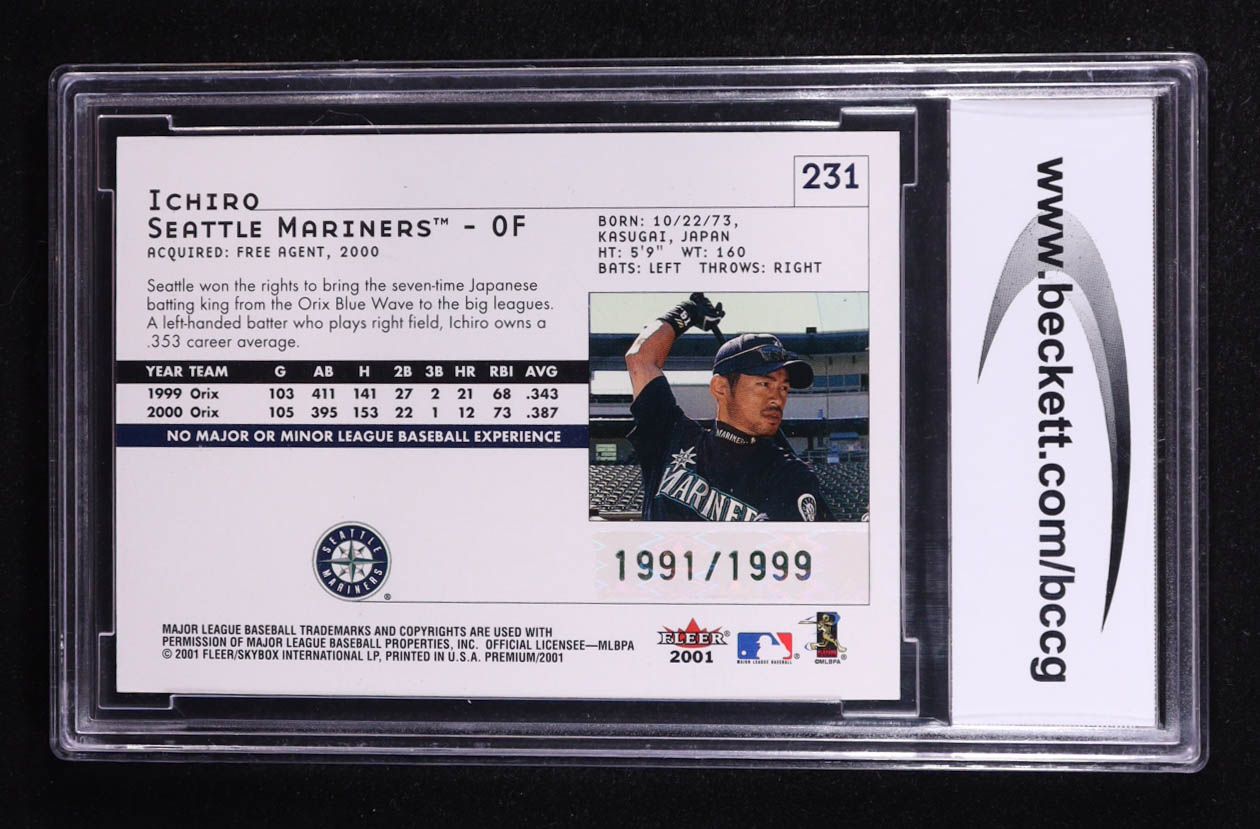 231
ICHIRO
SEATTLE MARINERS™ - OF
ACQUIRED: FREE AGENT, 2000
BORN: 10/22/73,
KASUGAI, JAPAN
HT: 5'9" WT: 160
BATS: LEFT THROWS: RIGHT
Seattle won the rights to bring the seven-time Japanese
batting king from the Orix Blue Wave to the big leagues.
A left-handed batter who plays right field, Ichiro owns a
.353 career average.
YEAR TEAM G AB H 2B 3B HR RBI AVG
1999 Orix 103 411 141 27 2 21 68 .343
2000 Orix 105 395 153 22 1 12 73 .387
NO MAJOR OR MINOR LEAGUE BASEBALL EXPERIENCE
MARINERS
1991/1999
SEATTLE
MARINERS
®
MAJOR LEAGUE BASEBALL TRADEMARKS AND COPYRIGHTS ARE USED WITH
PERMISSION OF MAJOR LEAGUE BASEBALL PROPERTIES, INC. OFFICIAL LICENSEE—MLBPA
© 2001 FLEER/SKYBOX INTERNATIONAL LP, PRINTED IN U.S.A. PREMIUM/2001
FLEER®
2001
MAJOR LEAGUE BASEBALL ®
©MLBPA ®
www.beckett.com/bccg